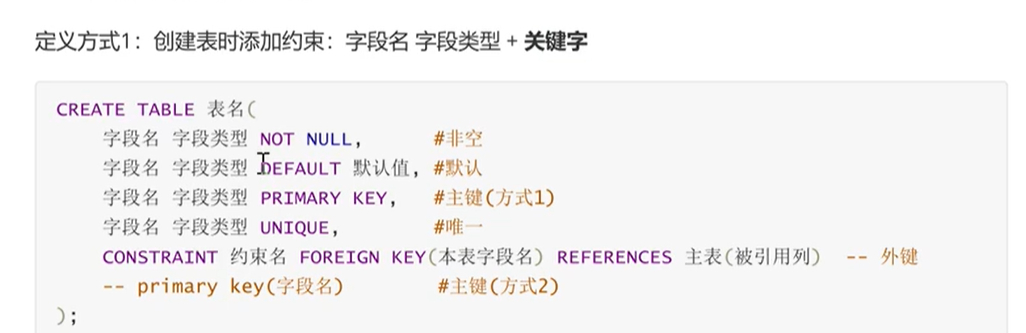 定义方式1：创建表时添加约束：字段名 字段类型 + 关键字
CREATE TABLE 表名(
字段名 字段类型 NOT NULL, #非空
字段名 字段类型 DEFAULT 默认值, #默认
字段名 字段类型 PRIMARY KEY, #主键(方式1)
字段名 字段类型 UNIQUE, #唯一
CONSTRAINT 约束名 FOREIGN KEY(本表字段名) REFERENCES 主表(被引用列) -- 外键
-- primary key(字段名) #主键(方式2)
);